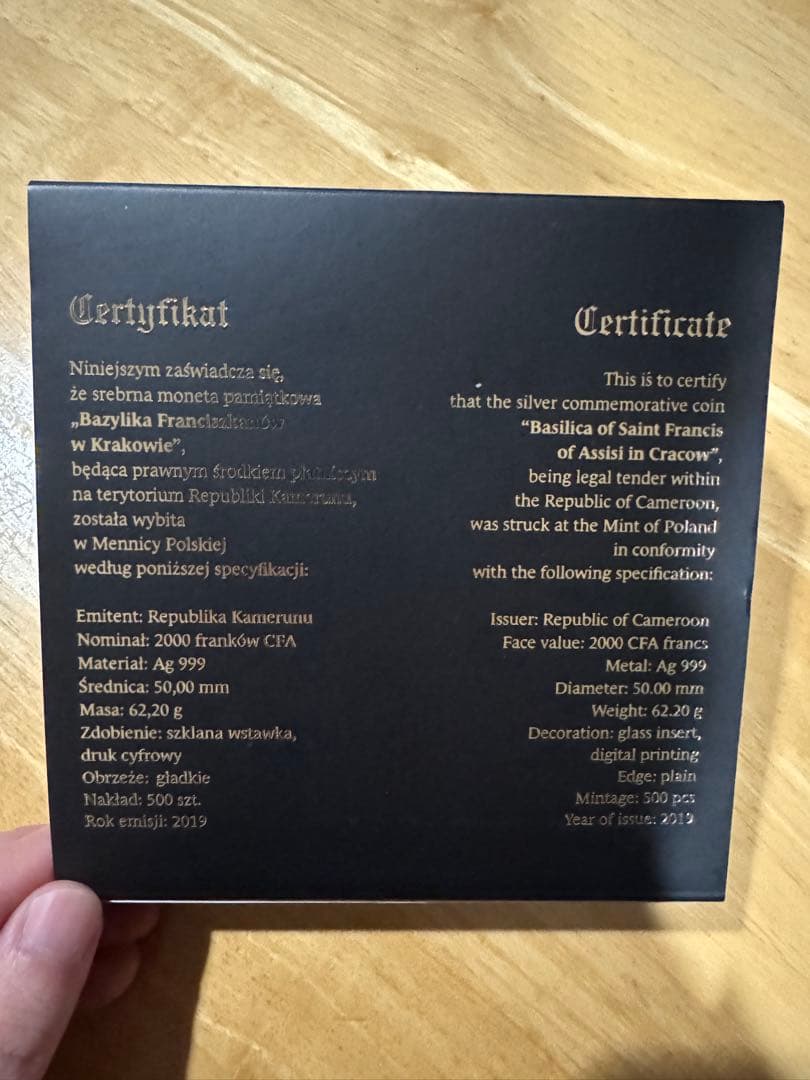 Certyfikat
Niniejszym zaświadcza się,
że srebrna moneta pamiątkowa
„Bazylika Franciszkanów
w Krakowie”,
będąca prawnym środkiem płatniczym
na terytorium Republiki Kamerunu,
została wybita
w Mennicy Polskiej
według poniższej specyfikacji:
Emitent: Republika Kamerunu
Nominał: 2000 franków CFA
Materiał: Ag 999
Średnica: 50,00 mm
Masa: 62,20 g
Zdobienie: szklana wstawka,
druk cyfrowy
Obrzeże: gładkie
Nakład: 500 szt.
Rok emisji: 2019
Certificate
This is to certify
that the silver commemorative coin
“Basilica of Saint Francis
of Assisi in Cracow”,
being legal tender within
the Republic of Cameroon,
was struck at the Mint of Poland
in conformity
with the following specification:
Issuer: Republic of Cameroon
Face value: 2000 CFA francs
Metal: Ag 999
Diameter: 50.00 mm
Weight: 62.20 g
Decoration: glass insert,
digital printing
Edge: plain
Mintage: 500 pcs
Year of issue: 2019